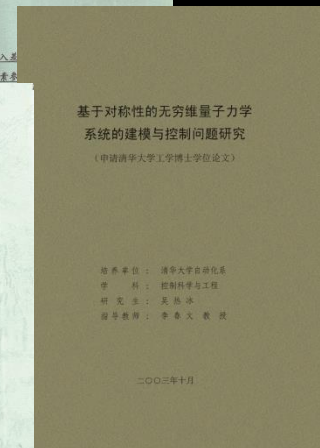 基于对称性的无穷维量子力学
系统的建模与控制问题研究
（申请清华大学工学博士学位论文）
培养单位： 清华大学自动化系
学 科： 控制科学与工程
研究生： 吴热冰
指导教师： 李春文 教授
二〇〇三年十月